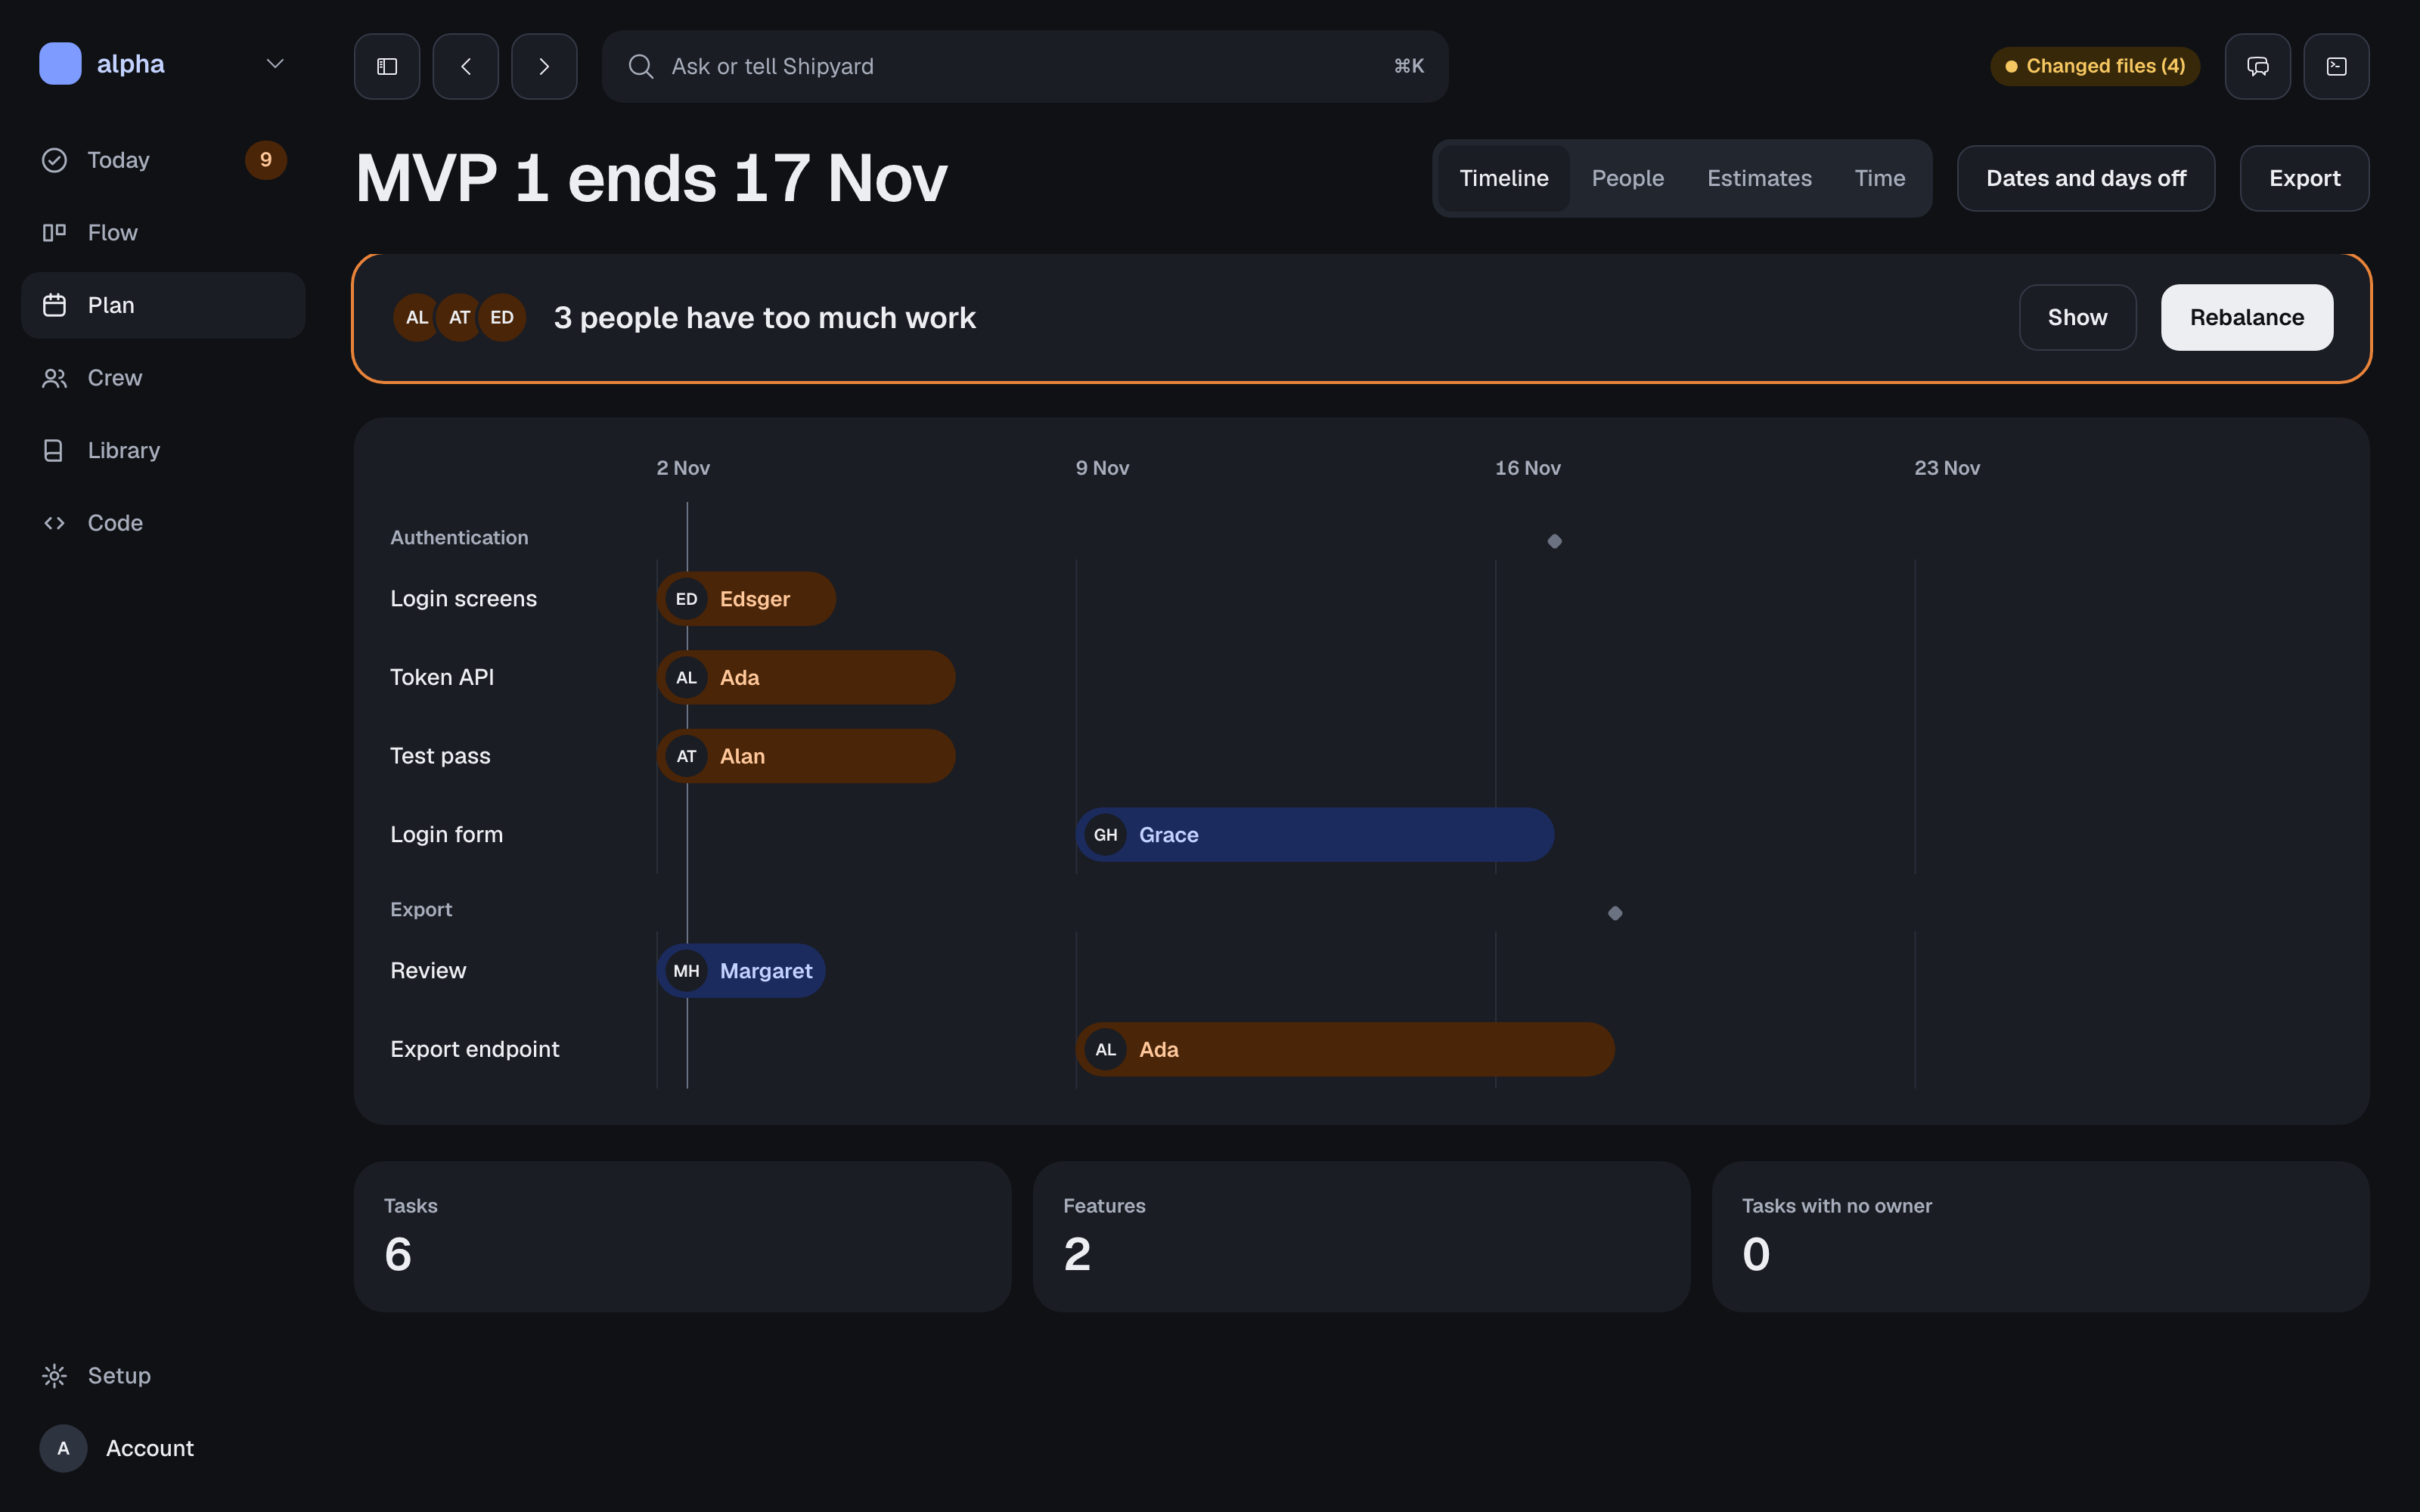 alpha
Ask or tell Shipyard
⌘K
Changed files (4)
Today
9
Flow
Plan
Crew
Library
Code
Setup
A
Account
MVP 1 ends 17 Nov
Timeline
People
Estimates
Time
Dates and days off
Export
AL
AT
ED
3 people have too much work
Show
Rebalance
2 Nov
9 Nov
16 Nov
23 Nov
Authentication
Login screens
ED
Edsger
Token API
AL
Ada
Test pass
AT
Alan
Login form
GH
Grace
Export
Review
MH
Margaret
Export endpoint
AL
Ada
Tasks
6
Features
2
Tasks with no owner
0